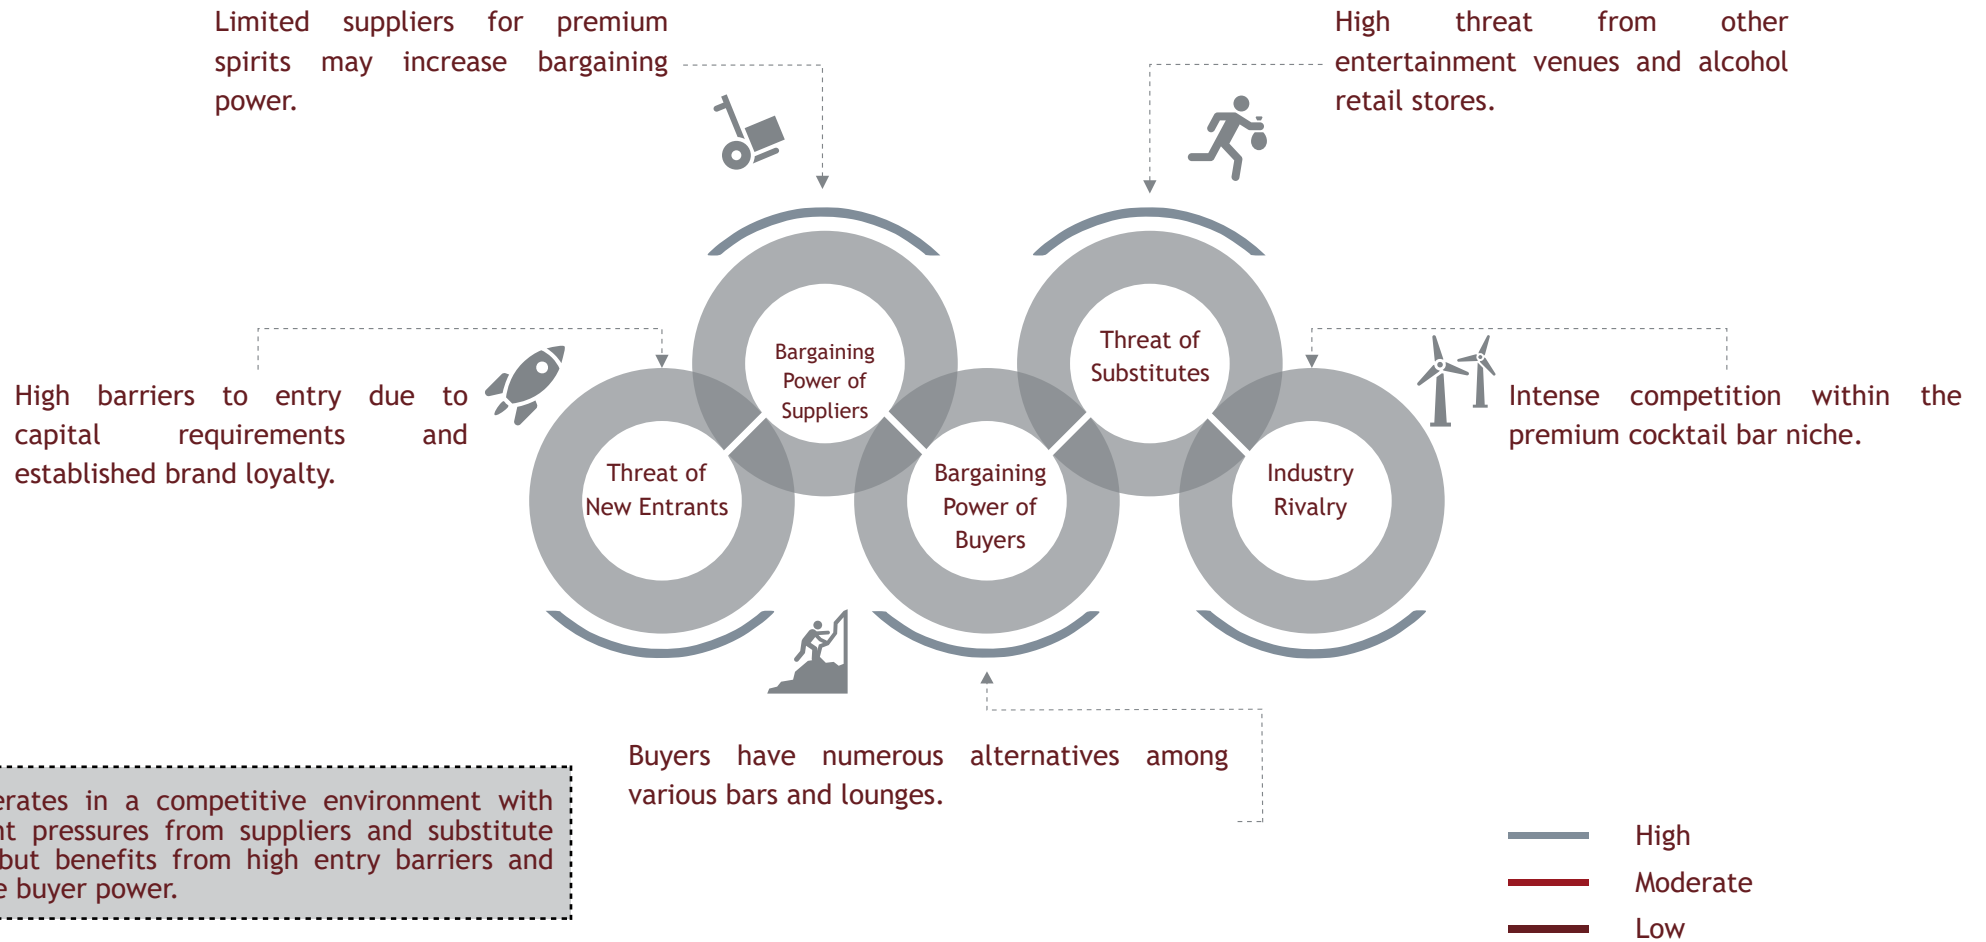 Limited suppliers for premium
spirits may increase bargaining
power.
High threat from other
entertainment venues and alcohol
retail stores.
High barriers to entry due to
capital requirements and
established brand loyalty.
Bargaining
Power of
Suppliers
Threat of
Substitutes
Intense competition within the
premium cocktail bar niche.
Threat of
New Entrants
Bargaining
Power of
Buyers
Industry
Rivalry
Buyers have numerous alternatives among
various bars and lounges.
in a competitive environment with
pressures from suppliers and substitute
but benefits from high entry barriers and
buyer power.
High
Moderate
Low